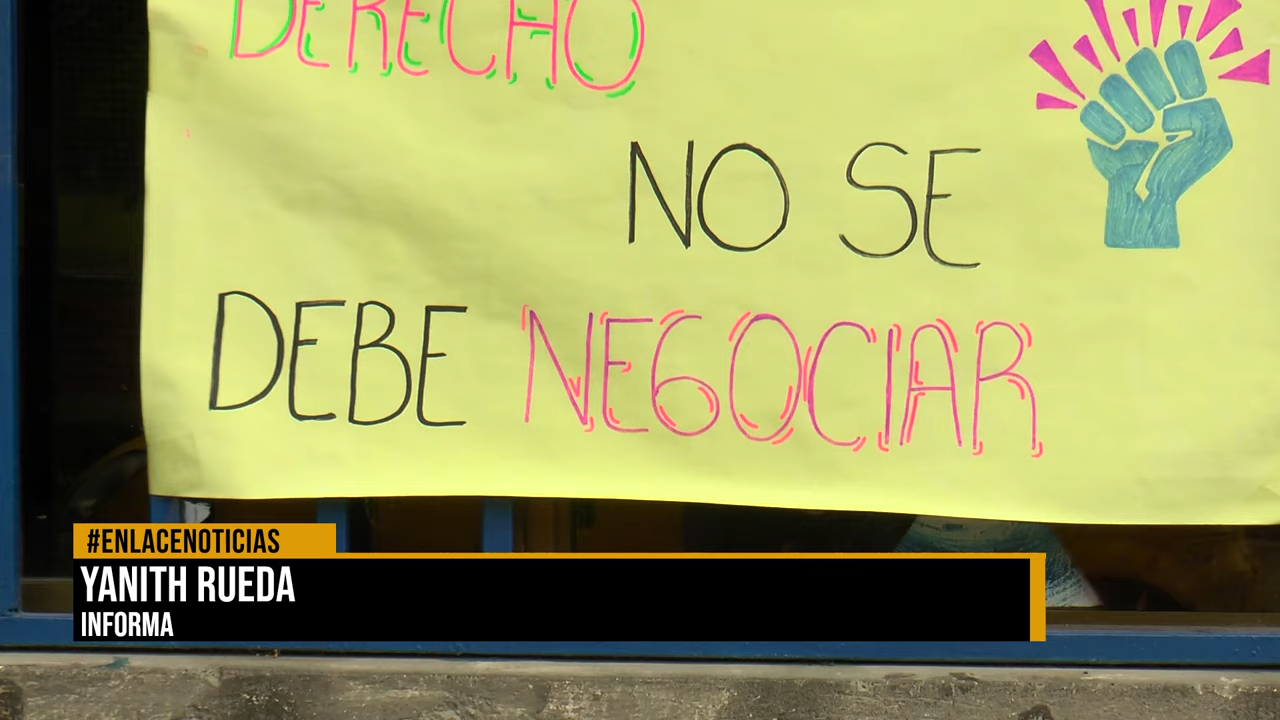 DERECHO
NO SE
DEBE NEGOCIAR
#ENLACENOTICIAS
YANITH RUEDA
INFORMA